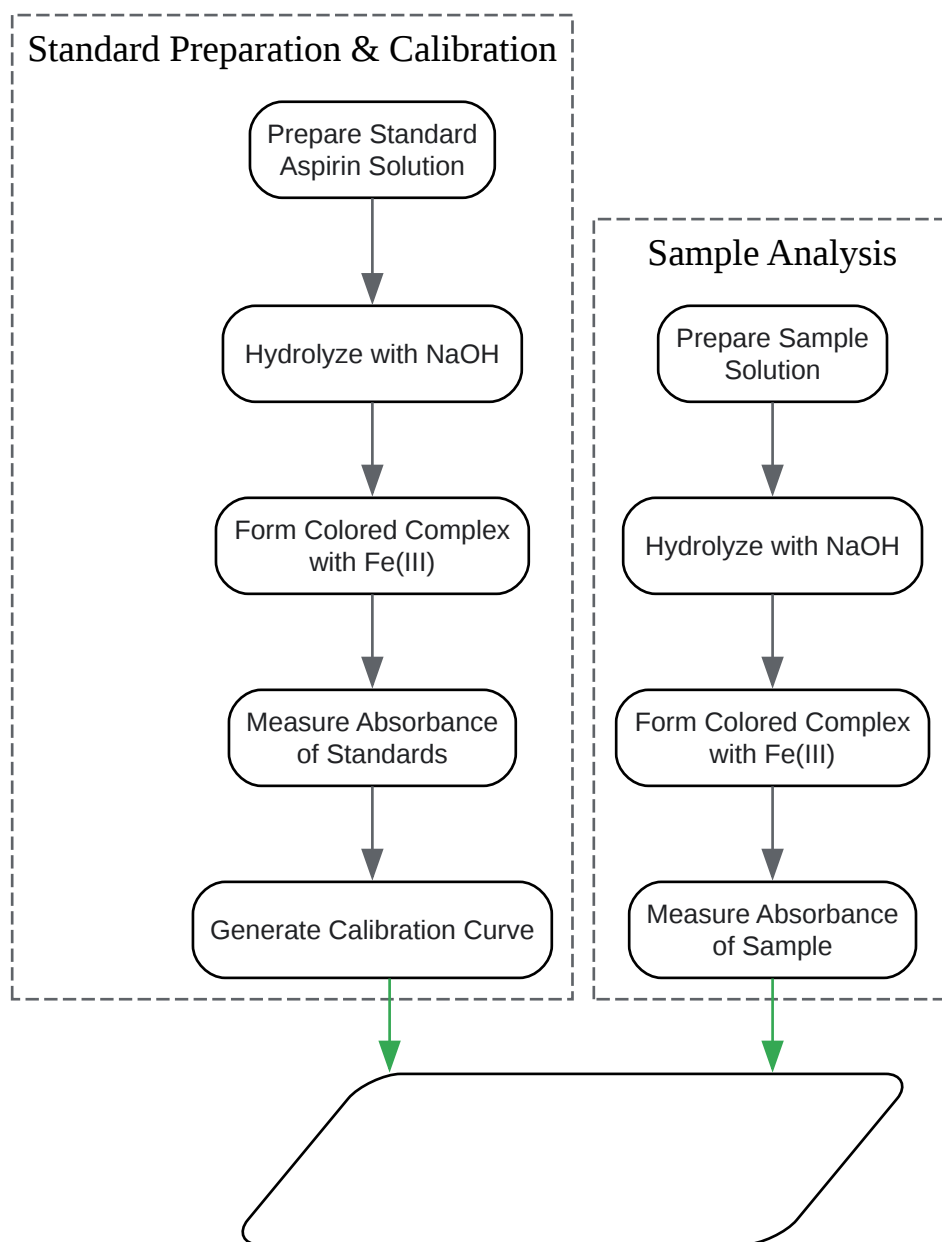 Standard Preparation & Calibration
Prepare Standard
Aspirin Solution
Hydrolyze with NaOH
Form Colored Complex
with Fe(III)
Measure Absorbance
of Standards
Generate Calibration Curve
Sample Analysis
Prepare Sample
Solution
Hydrolyze with NaOH
Form Colored Complex
with Fe(III)
Measure Absorbance
of Sample